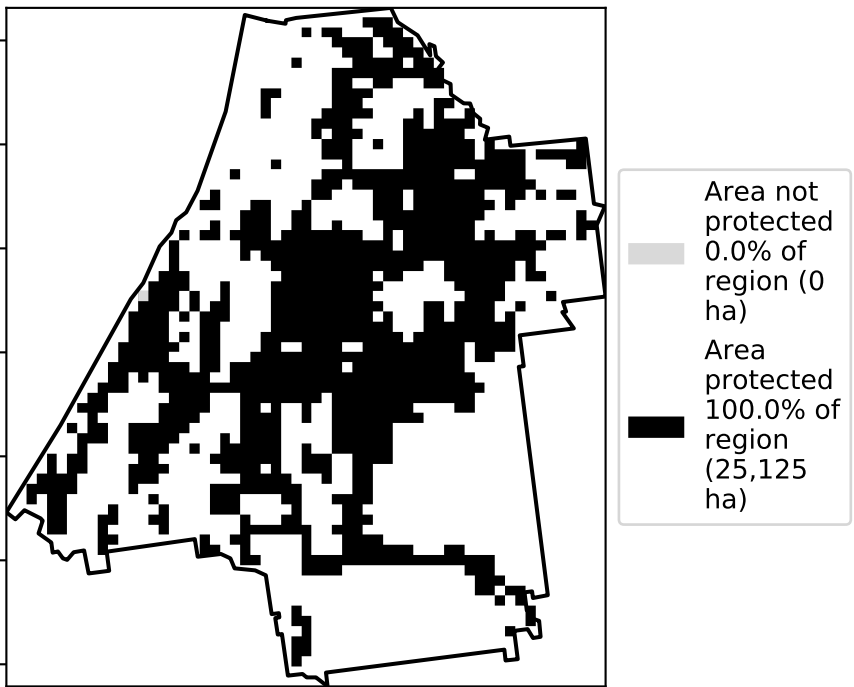 Area not
protected
0.0% of
region (0
ha)
Area
protected
100.0% of
region
(25,125
ha)